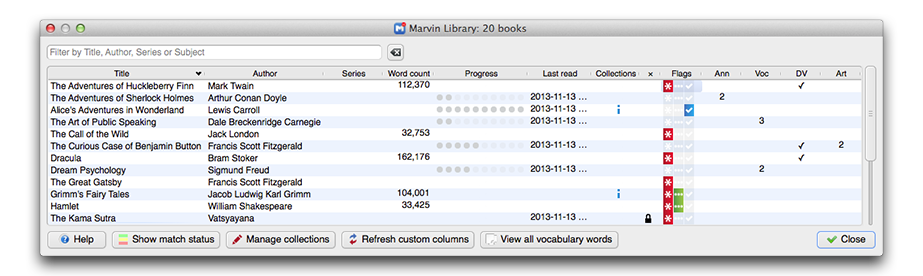 Marvin Library: 20 books
Filter by Title, Author, Series or Subject
Title Author Series Word count Progress Last read Collections × Flags Ann Voc DV Art
The Adventures of Huckleberry Finn Mark Twain 112,370 ✓
The Adventures of Sherlock Holmes Arthur Conan Doyle 2013-11-13 ... 2
Alice's Adventures in Wonderland Lewis Carroll 2013-11-13 ...
The Art of Public Speaking Dale Breckenridge Carnegie 2013-11-13 ... 3
The Call of the Wild Jack London 32,753
The Curious Case of Benjamin Button Francis Scott Fitzgerald 2013-11-13 ... ✓ 2
Dracula Bram Stoker 162,176 ✓
Dream Psychology Sigmund Freud 2013-11-13 ... 2
The Great Gatsby Francis Scott Fitzgerald
Grimm's Fairy Tales Jacob Ludwig Karl Grimm 104,001
Hamlet William Shakespeare 33,425
The Kama Sutra Vatsyayana 2013-11-13 ...
Help Show match status Manage collections Refresh custom columns View all vocabulary words Close